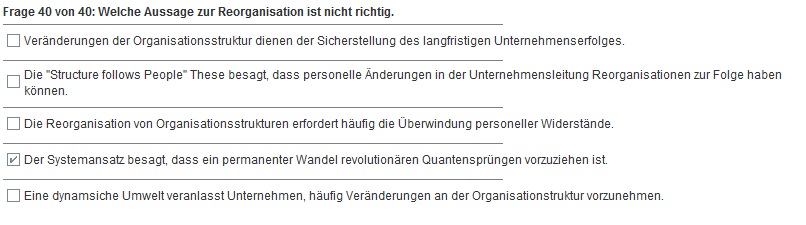 Frage 40 von 40: Welche Aussage zur Reorganisation ist nicht richtig.
Veränderungen der Organisationsstruktur dienen der Sicherstellung des langfristigen Unternehmenserfolges.
Die "Structure follows People" These besagt, dass personelle Änderungen in der Unternehmensleitung Reorganisationen zur Folge haben
können.
Die Reorganisation von Organisationsstrukturen erfordert häufig die Überwindung personeller Widerstände.
Der Systemansatz besagt, dass ein permanenter Wandel revolutionären Quantensprüngen vorzuziehen ist.
Eine dynamsiche Umwelt veranlasst Unternehmen, häufig Veränderungen an der Organisationstruktur vorzunehmen.